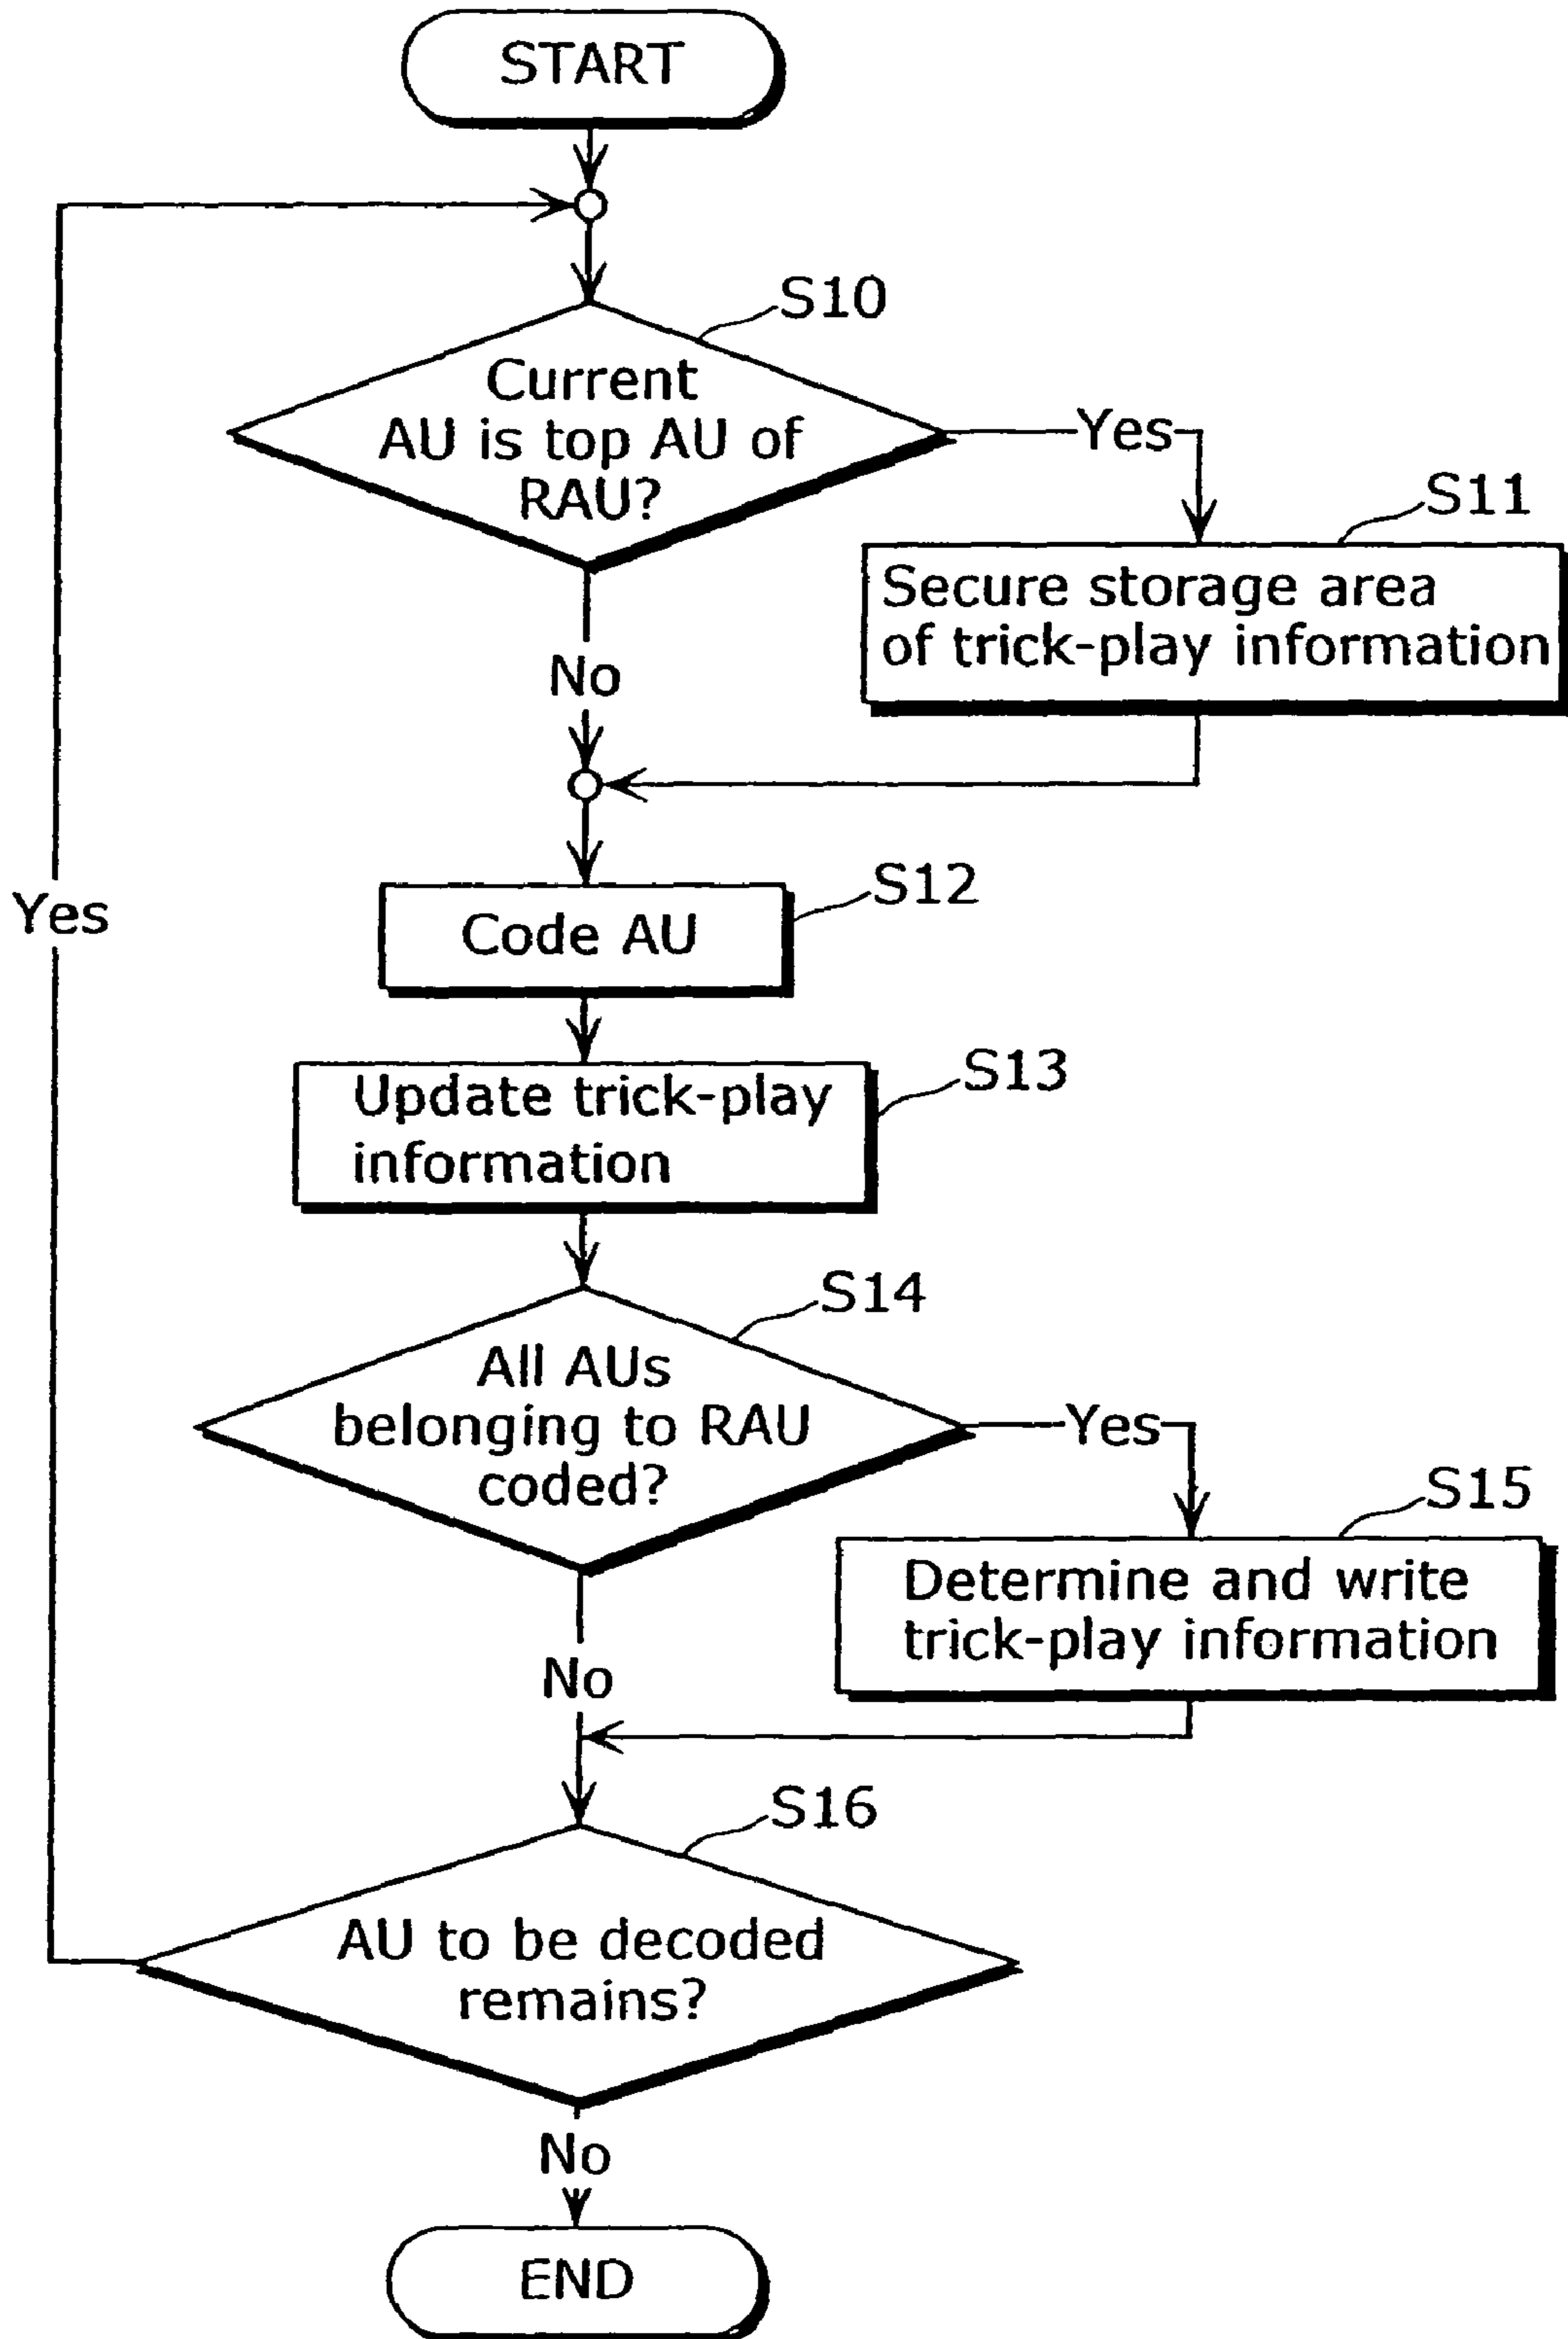 START
S10
Current
AU is top AU of
RAU?
Yes
S11
Secure storage area
of trick-play information
No
S12
Code AU
Yes
S13
Update trick-play
information
S14
All AUs
belonging to RAU
coded?
Yes
S15
Determine and write
trick-play information
No
S16
AU to be decoded
remains?
No
END